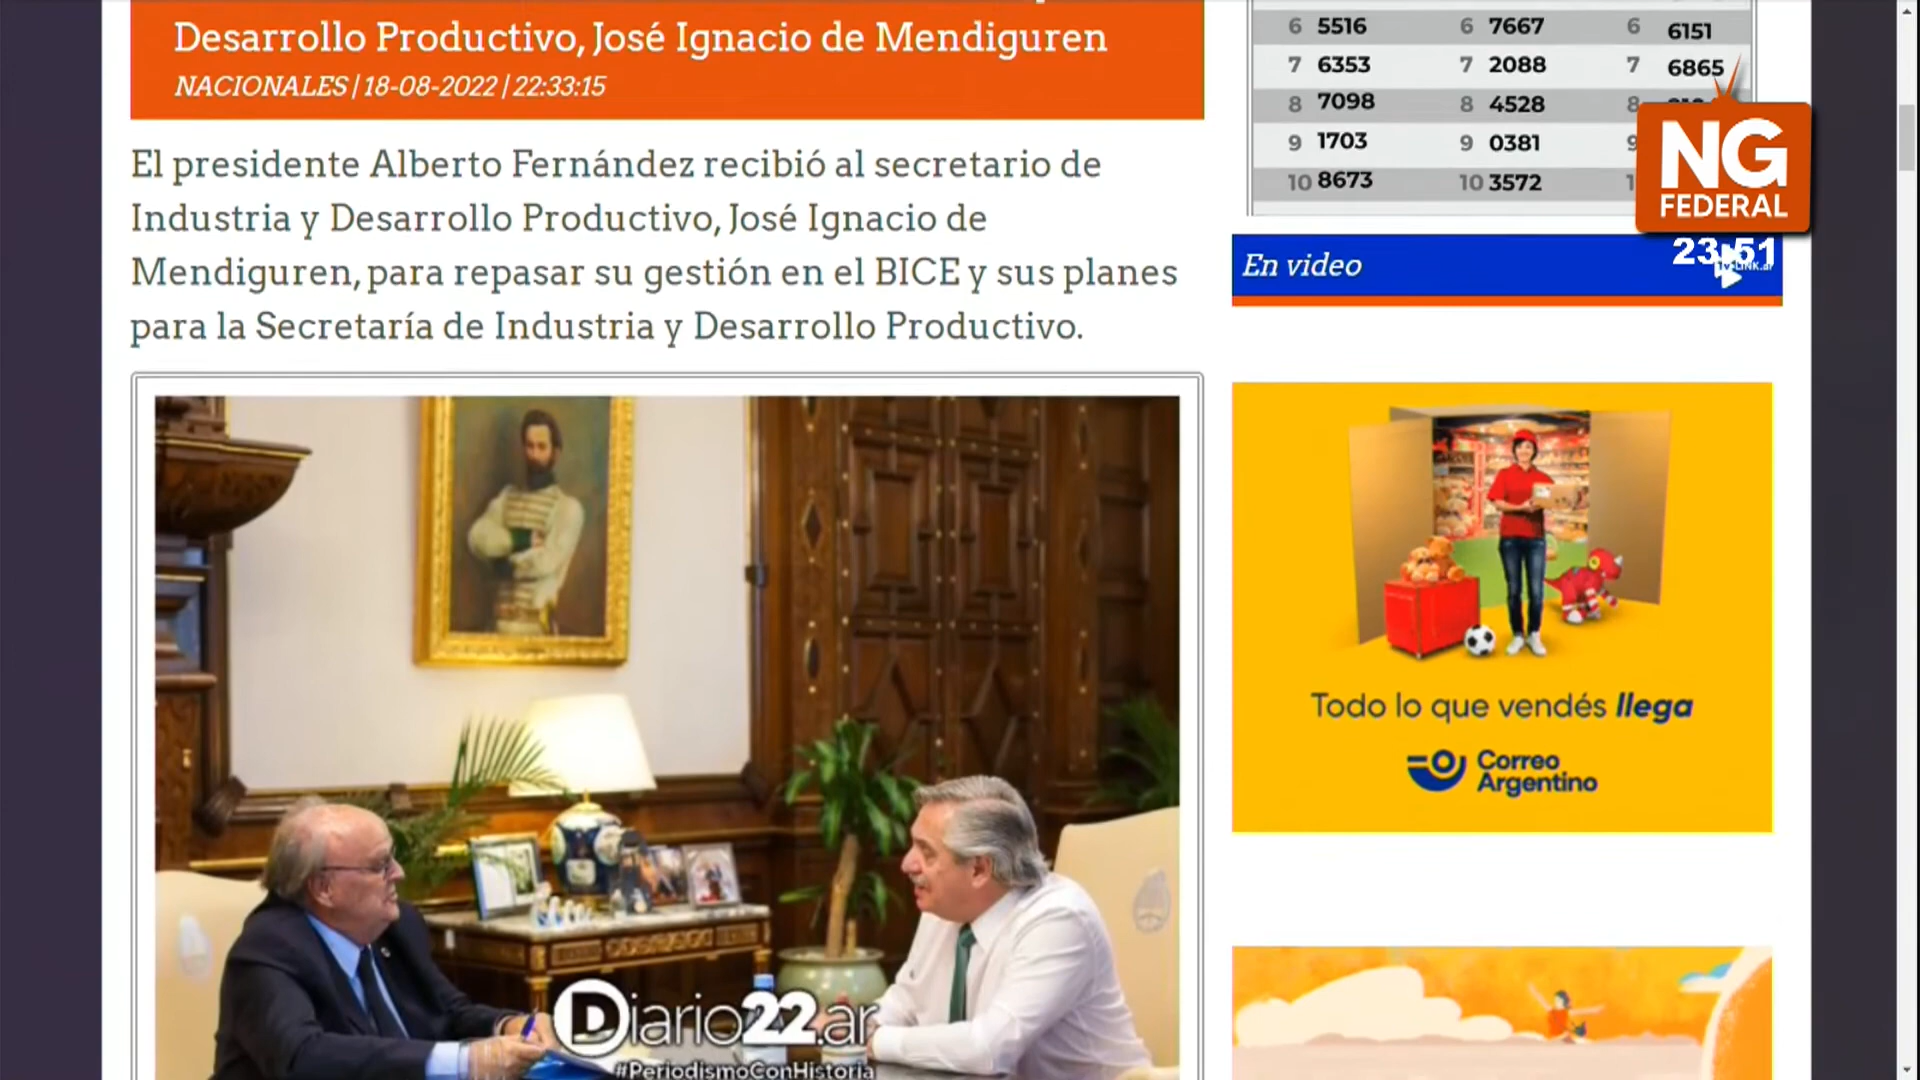 Desarrollo Productivo, José Ignacio de Mendiguren
NACIONALES | 18-08-2022 | 22:33:15
El presidente Alberto Fernández recibió al secretario de
Industria y Desarrollo Productivo, José Ignacio de
Mendiguren, para repasar su gestión en el BICE y sus planes
para la Secretaría de Industria y Desarrollo Productivo.
Diario22.ar
#PeriodismoConHistoria
6 5516 6 7667 6 6151
7 6353 7 2088 7 6865
8 7098 8 4528 8
9 1703 9 0381 9
10 8673 10 3572
NG
FEDERAL
23:51
En video
Todo lo que vendés llega
Correo
Argentino